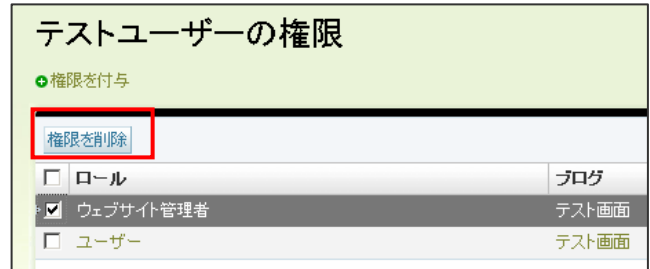 テストユーザーの権限
権限を付与
権限を削除
ロール ブログ
ウェブサイト管理者 テスト画面
ユーザー テスト画面